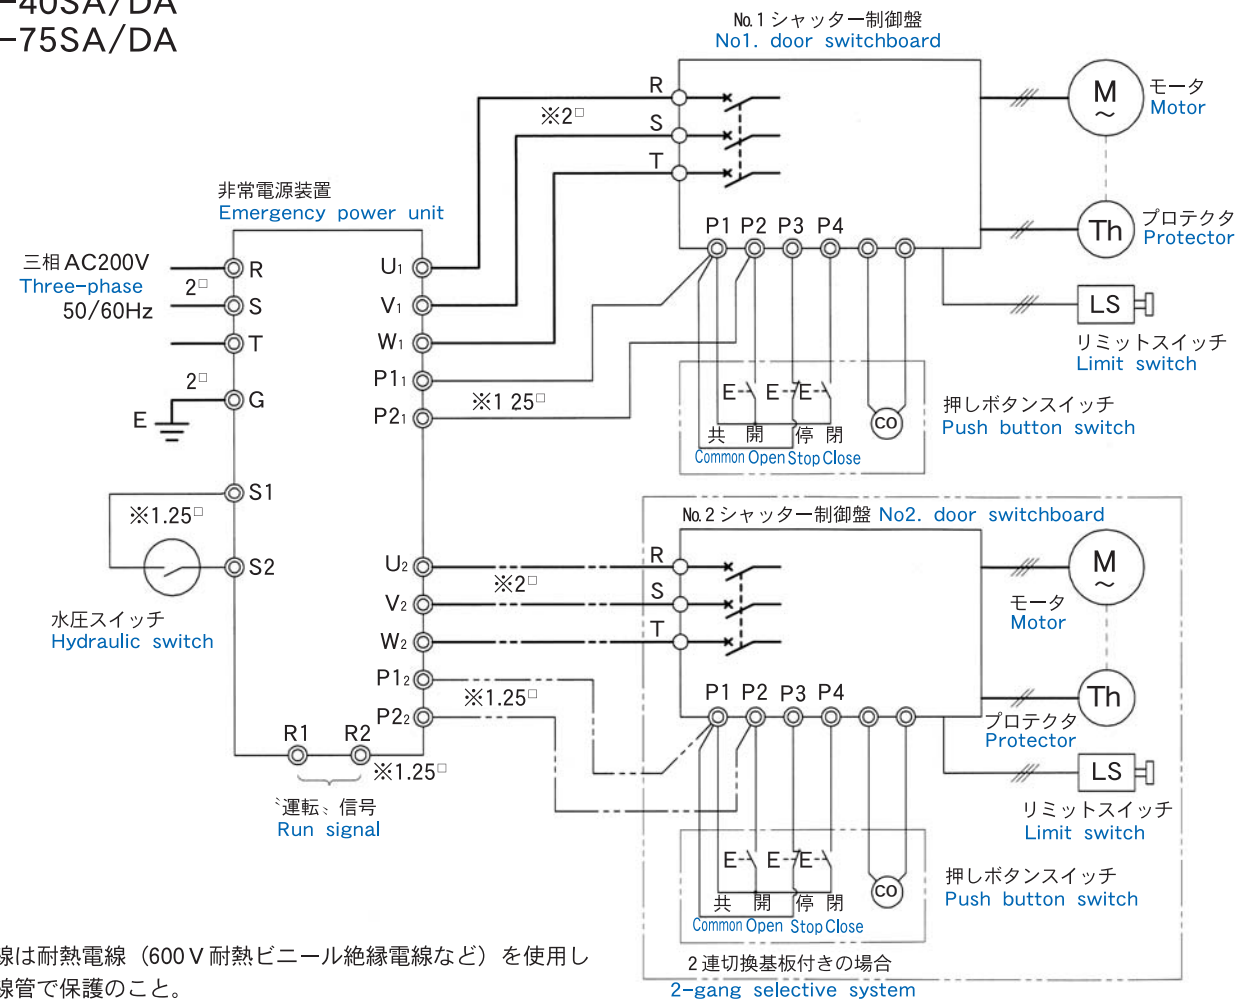 -40SA/DA
-75SA/DA
№1シャッター制御盤
No1. door switchboard
R
※2□
S
T
M
～
モータ
Motor
P1 P2 P3 P4
Th
プロテクタ
Protector
LS
リミットスイッチ
Limit switch
E E E
共 開 停 閉
Common Open Stop Close
CO
押しボタンスイッチ
Push button switch
非常電源装置
Emergency power unit
三相 AC200V
Three-phase
50/60Hz
2□
R
S
T
2□
G
E
S1
※1.25□
S2
水圧スイッチ
Hydraulic switch
U1
V1
W1
P11
※1 25□
P21
U2
※2□
V2
W2
P12
※1.25□
P22
R1 R2
※1.25□
〝運転〟信号
Run signal
№2シャッター制御盤 No2. door switchboard
R
S
T
M
～
モータ
Motor
P1 P2 P3 P4
Th
プロテクタ
Protector
LS
リミットスイッチ
Limit switch
E E E
共 開 停 閉
Common Open Stop Close
CO
押しボタンスイッチ
Push button switch
2連切換基板付きの場合
2-gang selective system
線は耐熱電線（600V耐熱ビニール絶縁電線など）を使用し
線管で保護のこと。